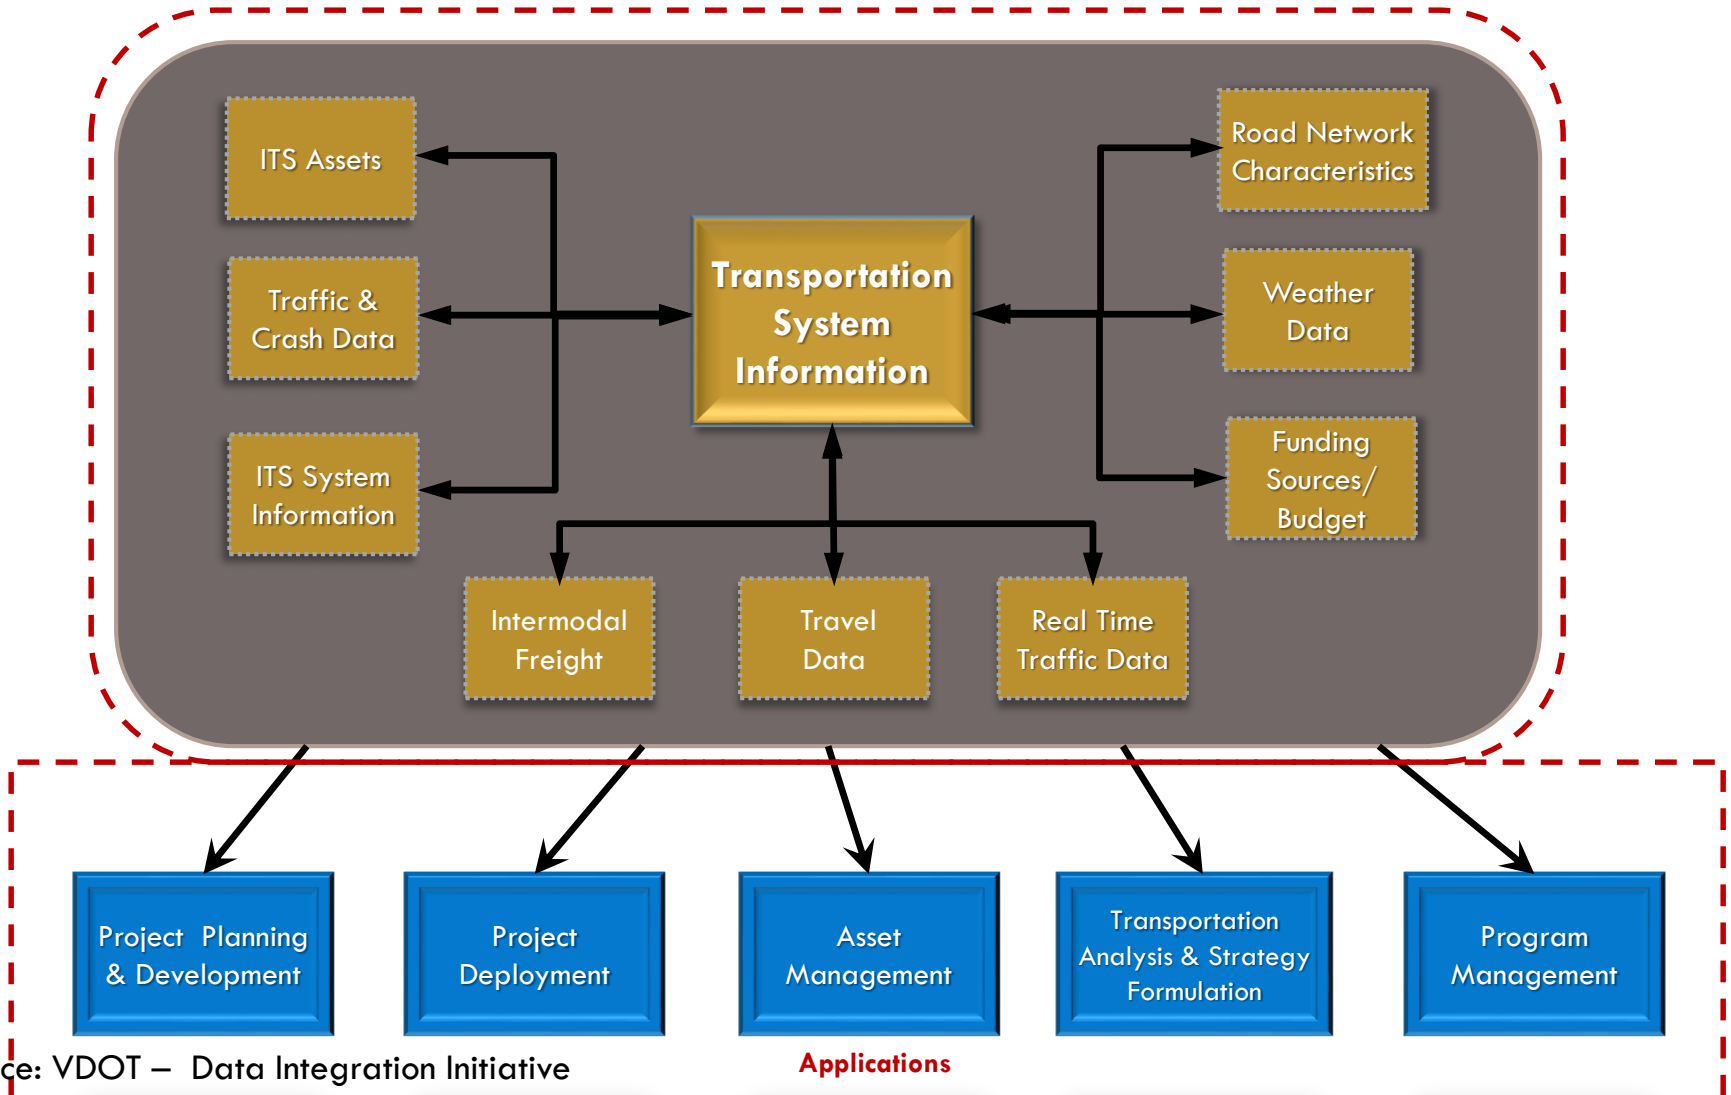 ITS Assets
Traffic &
Crash Data
ITS System
Information
Transportation
System
Information
Road Network
Characteristics
Weather
Data
Funding
Sources/
Budget
Intermodal
Freight
Travel
Data
Real Time
Traffic Data
Project Planning
& Development
Project
Deployment
Asset
Management
Transportation
Analysis & Strategy
Formulation
Program
Management
ce: VDOT – Data Integration Initiative
Applications